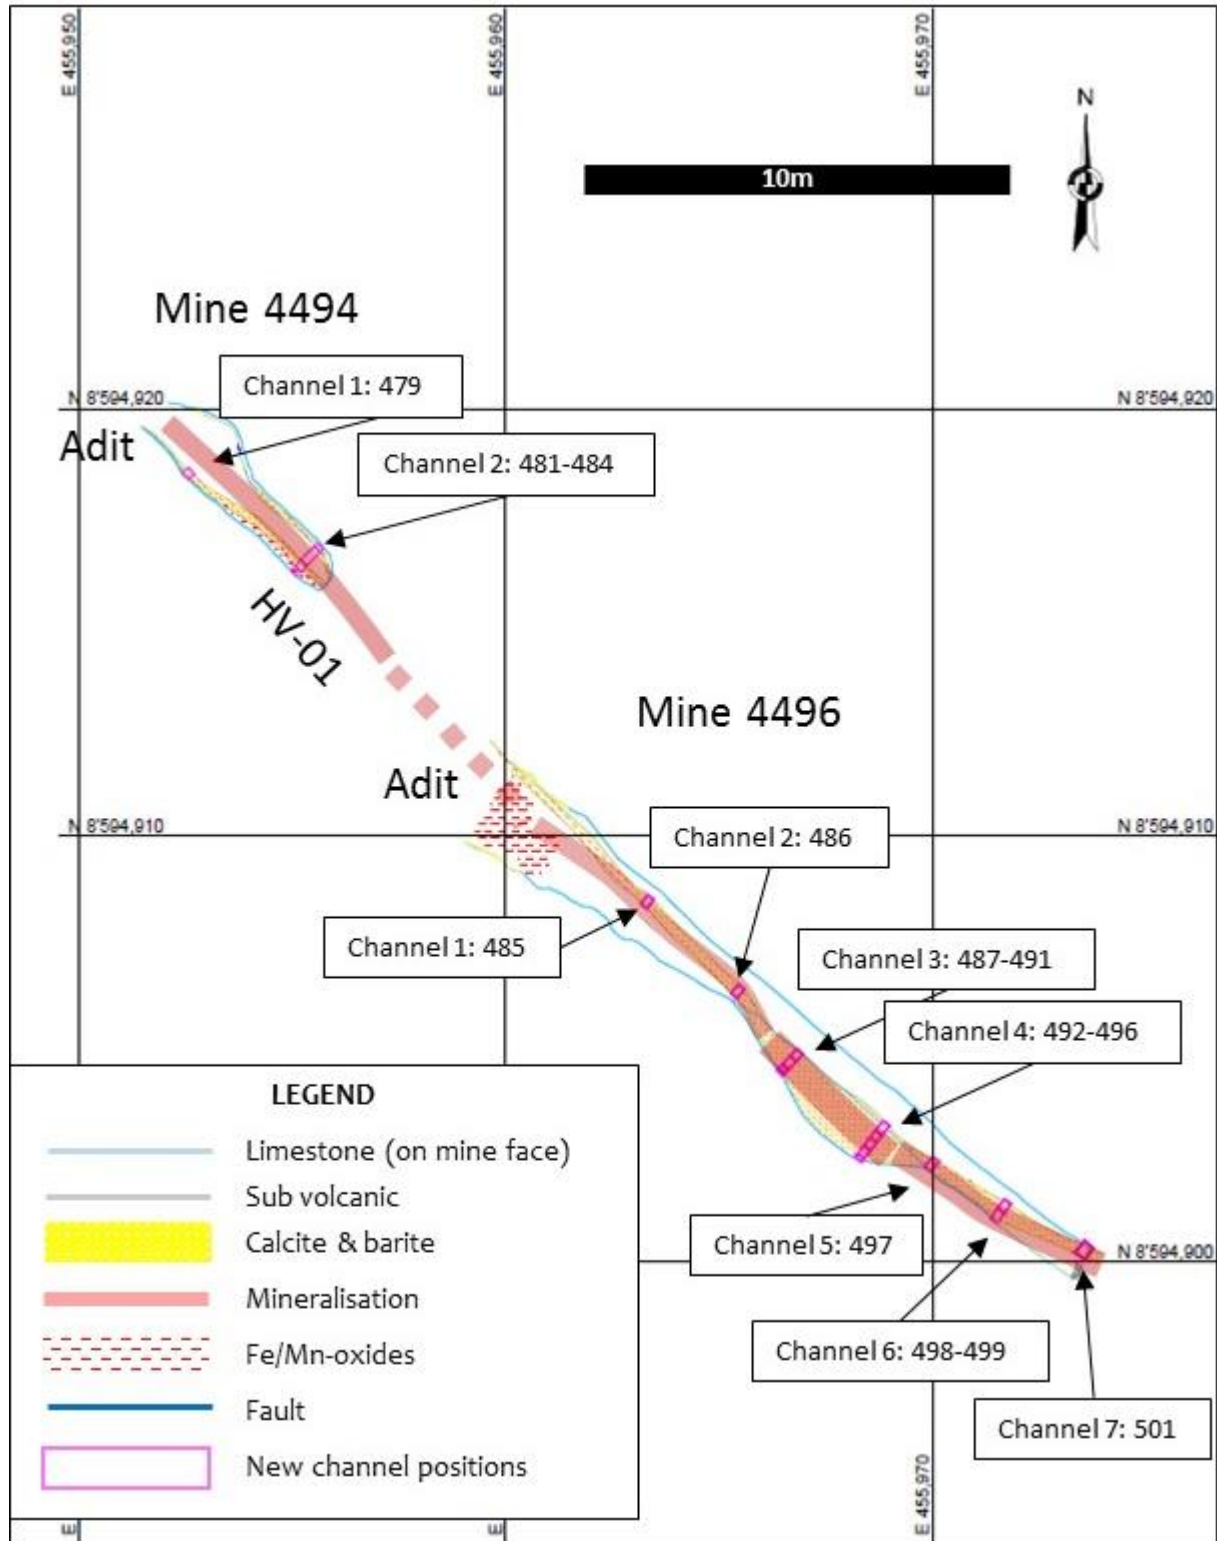 E 455,950
E 455,960
E 455,970
N
10m
Mine 4494
Channel 1: 479
N 8'594,920
N 8'594,920
Adit
Channel 2: 481-484
HV-01
Mine 4496
Adit
N 8'594,910
N 8'594,910
Channel 2: 486
Channel 1: 485
Channel 3: 487-491
Channel 4: 492-496
Channel 5: 497
N 8'594,900
Channel 6: 498-499
Channel 7: 501
LEGEND
Limestone (on mine face)
Sub volcanic
Calcite & barite
Mineralisation
Fe/Mn-oxides
Fault
New channel positions
E
E
E 455,970